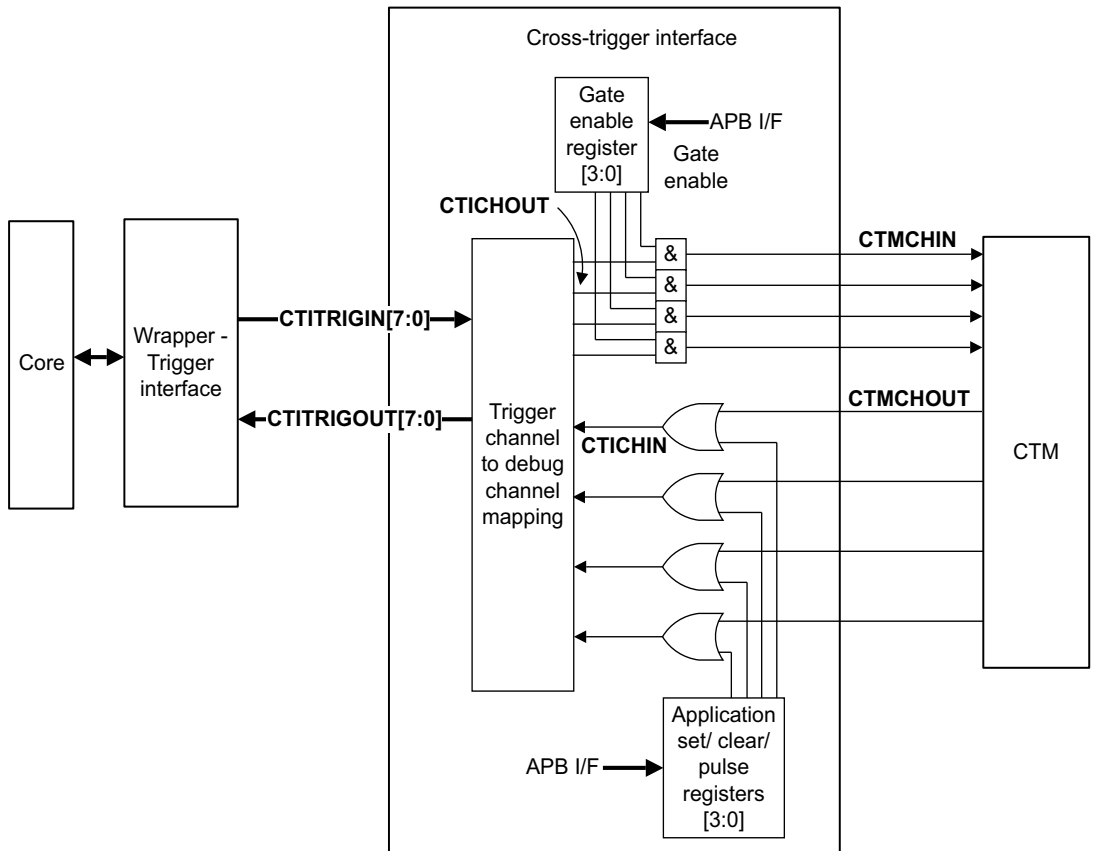 Cross-trigger interface
Gate
enable
register
[3:0]
APB I/F
Gate
enable
CTICHOUT
&
&
&
&
CTMCHIN
Core
Wrapper -
Trigger
interface
CTITRIGIN[7:0]
CTITRIGOUT[7:0]
Trigger
channel
to debug
channel
mapping
CTICHIN
CTMCHOUT
CTM
APB I/F
Application
set/ clear/
pulse
registers
[3:0]